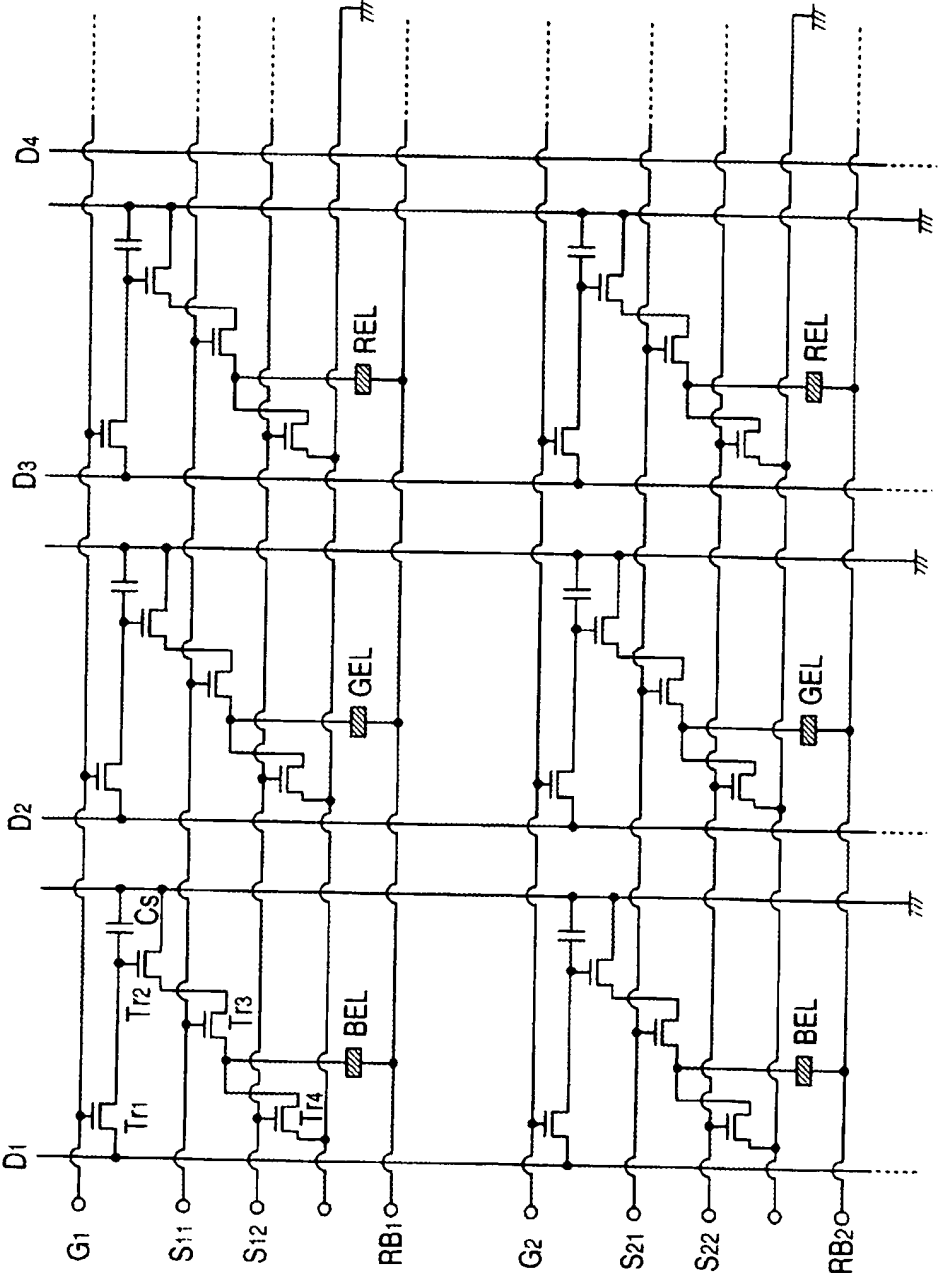 D1
D2
D3
D4
G1
Tr1
Tr2
Cs
S11
Tr3
S12
Tr4
BEL
GEL
REL
RB1
G2
S21
S22
BEL
GEL
REL
RB2